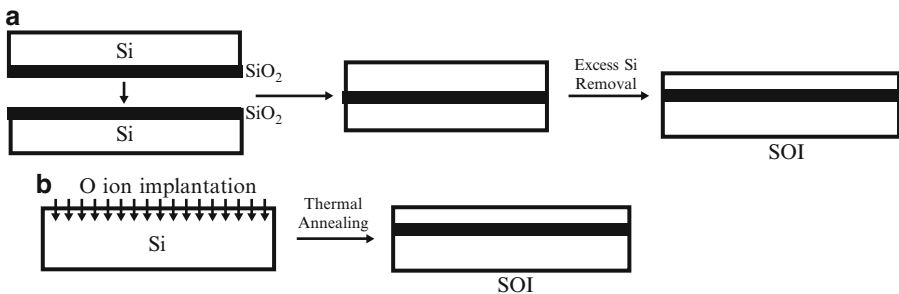 a
Si
SiO₂
SiO₂
Si
Excess Si
Removal
SOI
b
O ion implantation
Si
Thermal
Annealing
SOI